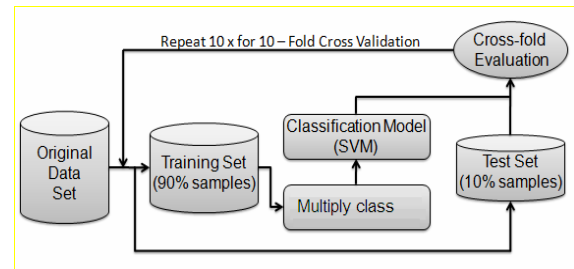 Repeat 10 x for 10 – Fold Cross Validation
Cross-fold
Evaluation
Original
Data
Set
Training Set
(90% samples)
Classification Model
(SVM)
Multiply class
Test Set
(10% samples)